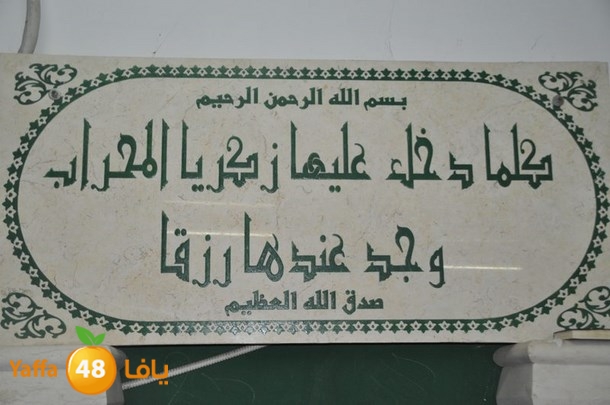 بسم الله الرحمن الرحيم
كلما دخل عليها زكريا المحراب
وجد عندها رزقا
صدق الله العظيم
Yaffa 48 يافا